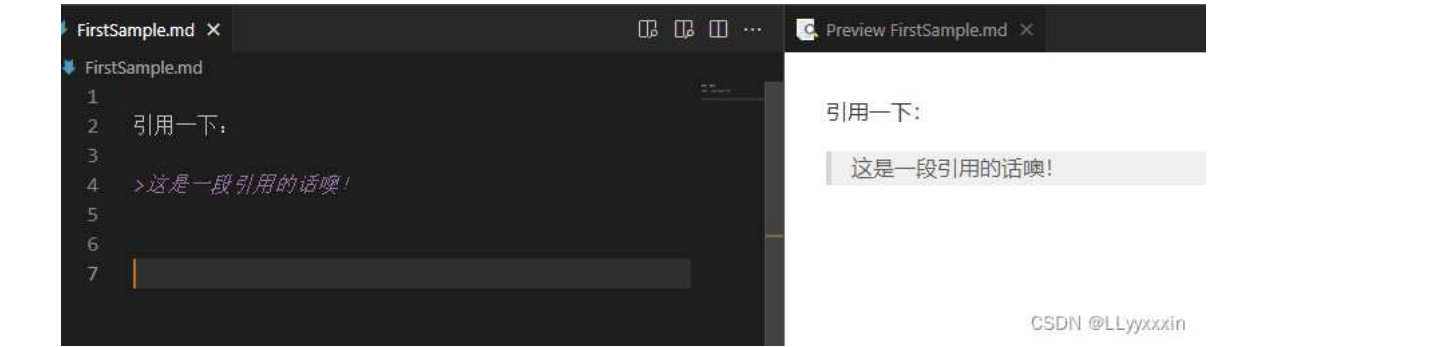 FirstSample.md
Preview FirstSample.md
FirstSample.md
1
2 引用一下：
3
4 >这是一段引用的话噢！
5
6
7
引用一下：
这是一段引用的话噢！
CSDN @LLyyxxxin